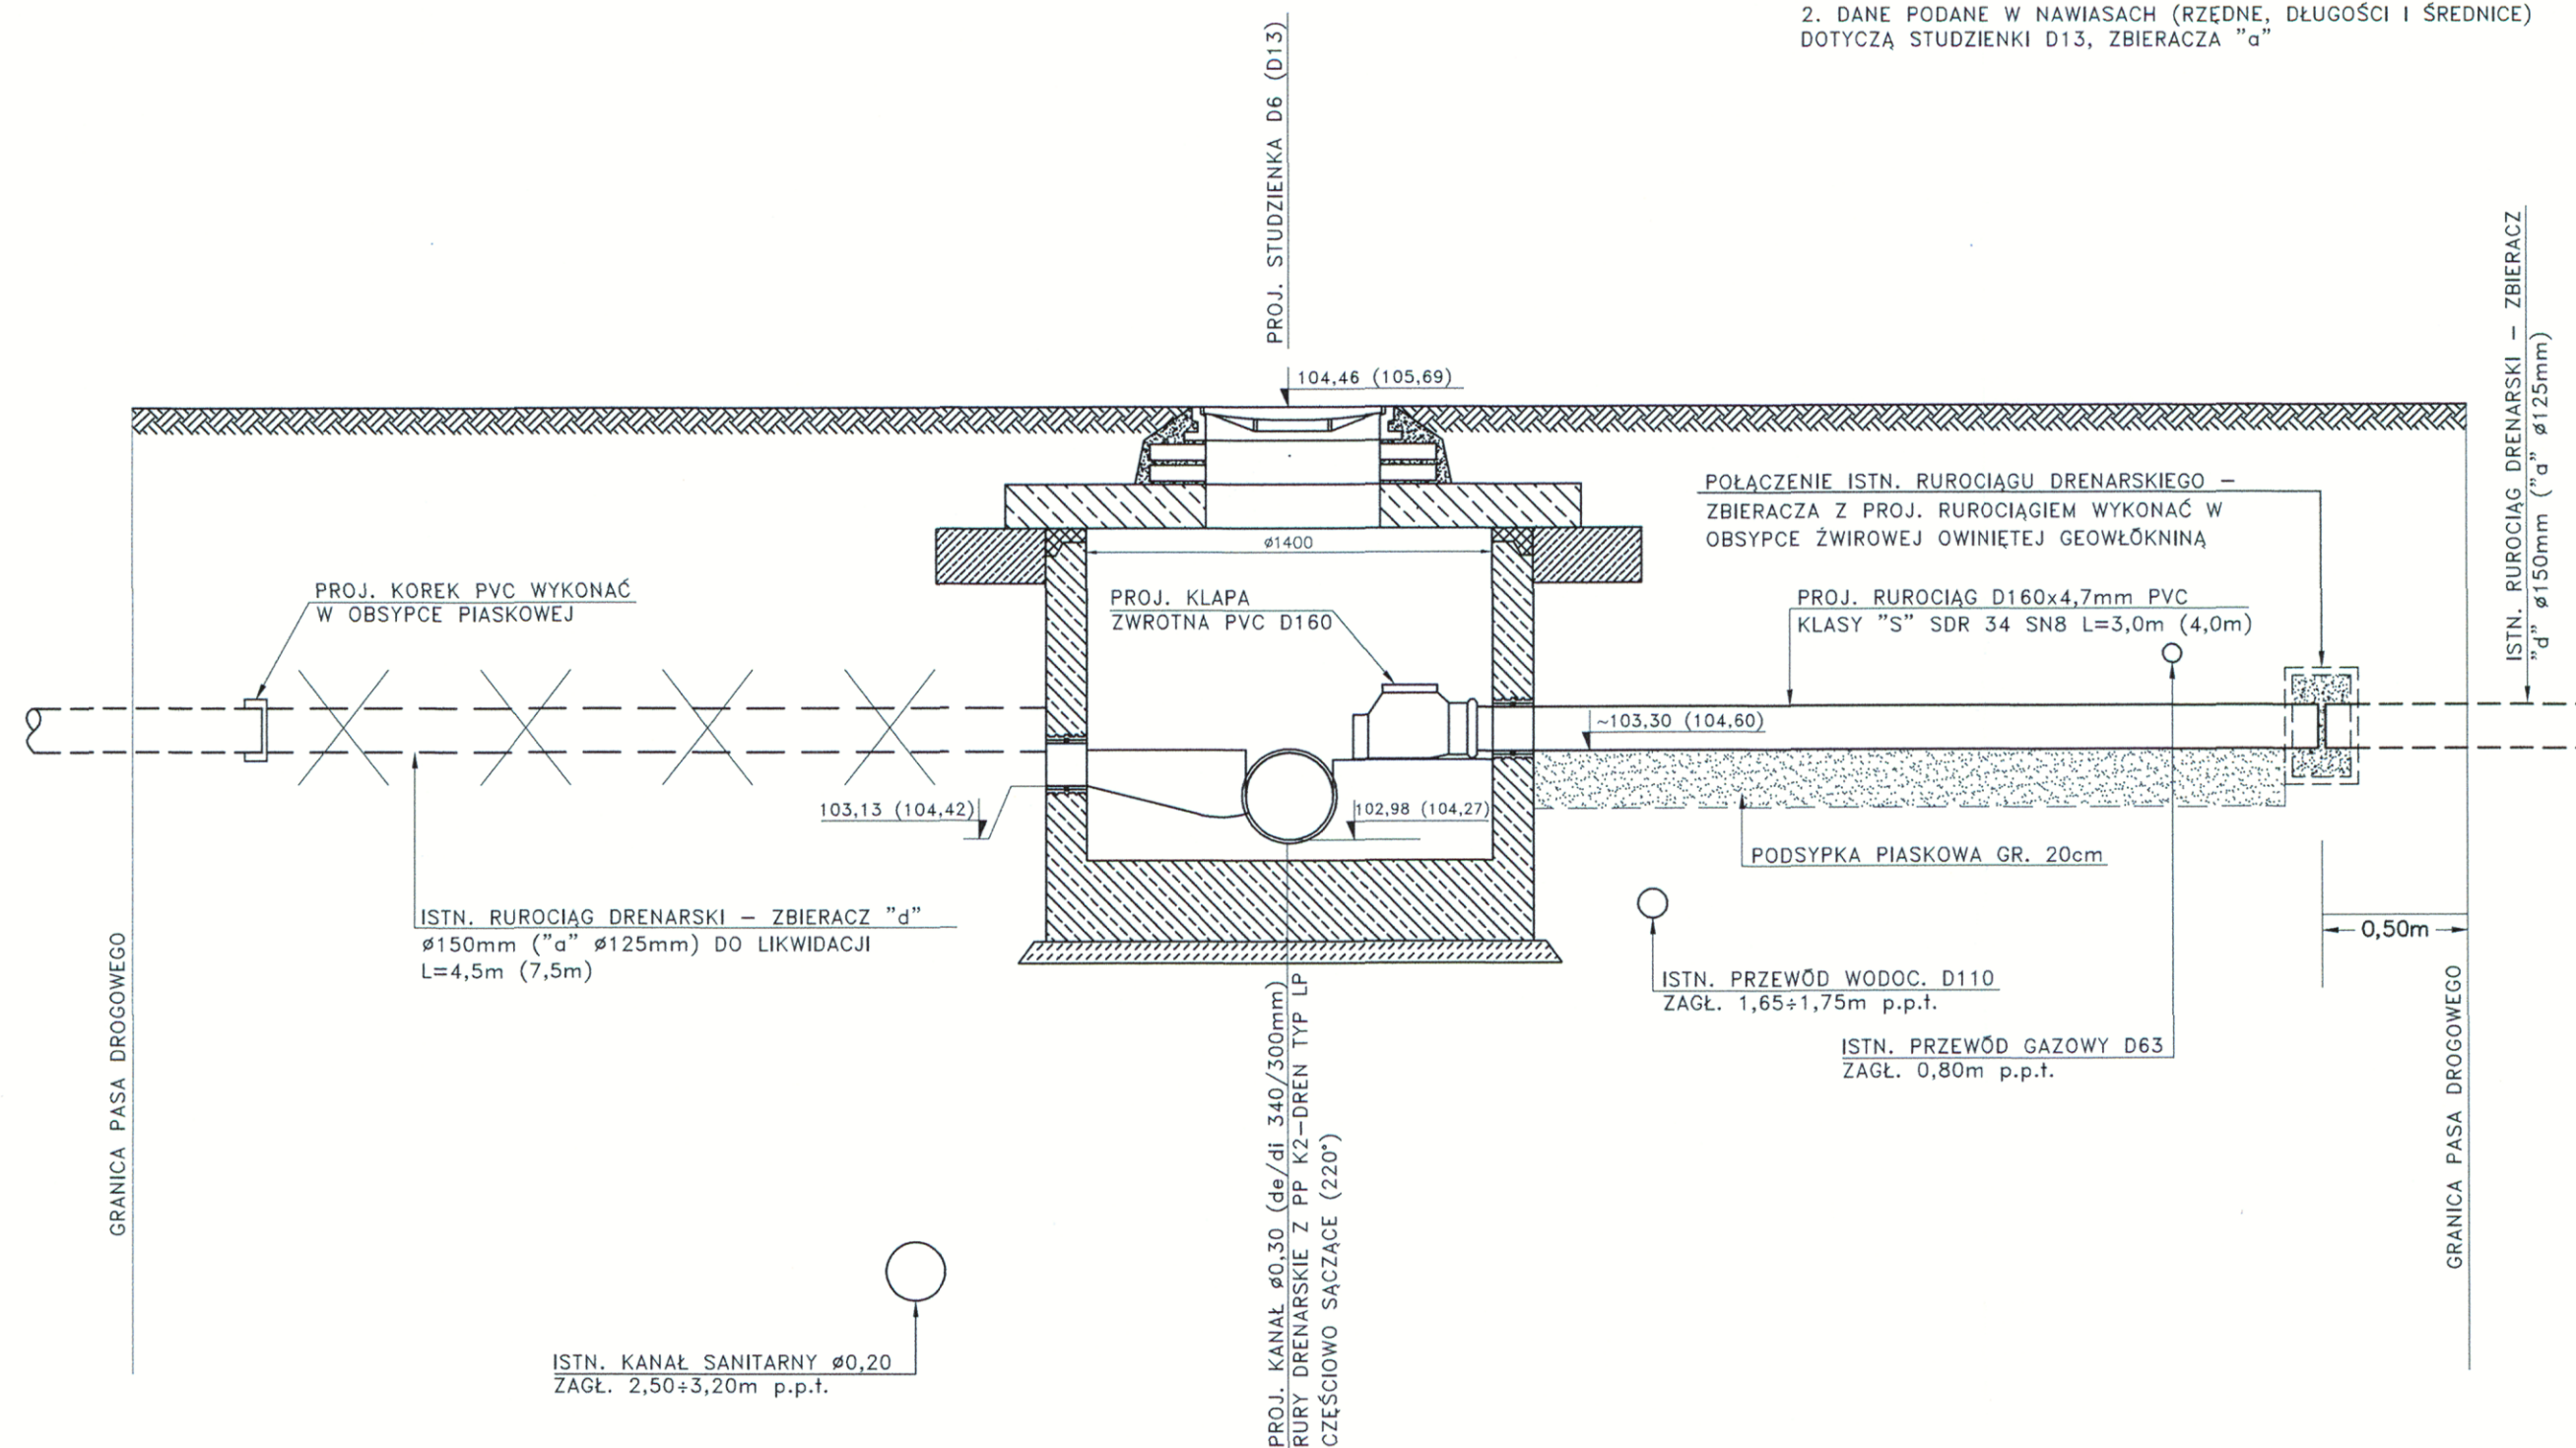 2. DANE PODANE W NAWIASACH (RZĘDNE, DŁUGOŚCI I ŚREDNICE)
DOTYCZĄ STUDZIENKI D13, ZBIERACZA "a"
PROJ. STUDZIENKA D6 (D13)
104,46 (105,69)
ISTN. RUROCIĄG DRENARSKI – ZBIERACZ
"d" ø150mm ("a" ø125mm)
POŁĄCZENIE ISTN. RUROCIĄGU DRENARSKIEGO –
ZBIERACZA Z PROJ. RUROCIĄGIEM WYKONAĆ W
OBSYPCE ŻWIROWEJ OWINIĘTEJ GEOWŁÓKNINĄ
ø1400
PROJ. KOREK PVC WYKONAĆ
W OBSYPCE PIASKOWEJ
PROJ. KLAPA
ZWROTNA PVC D160
PROJ. RUROCIĄG D160x4,7mm PVC
KLASY "S" SDR 34 SN8 L=3,0m (4,0m)
~103,30 (104,60)
103,13 (104,42)
102,98 (104,27)
PODSYPKA PIASKOWA GR. 20cm
ISTN. RUROCIĄG DRENARSKI – ZBIERACZ "d"
ø150mm ("a" ø125mm) DO LIKWIDACJI
L=4,5m (7,5m)
0,50m
ISTN. PRZEWÓD WODOC. D110
ZAGŁ. 1,65÷1,75m p.p.t.
ISTN. PRZEWÓD GAZOWY D63
ZAGŁ. 0,80m p.p.t.
GRANICA PASA DROGOWEGO
GRANICA PASA DROGOWEGO
PROJ. KANAŁ ø0,30 (de/di 340/300mm)
RURY DRENARSKIE Z PP K2–DREN TYP LP
CZĘŚCIOWO SĄCZĄCE (220°)
ISTN. KANAŁ SANITARNY ø0,20
ZAGŁ. 2,50÷3,20m p.p.t.